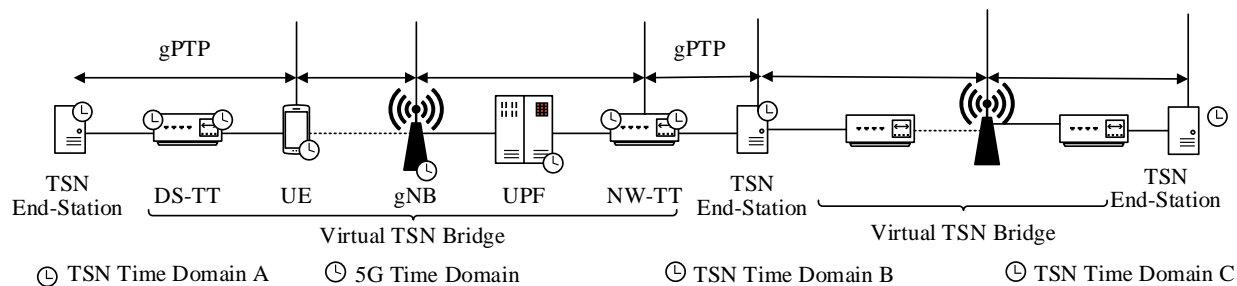 gPTP
gPTP
TSN
End-Station
DS-TT
UE
gNB
UPF
NW-TT
TSN
End-Station
TSN
End-Station
Virtual TSN Bridge
Virtual TSN Bridge
TSN Time Domain A
5G Time Domain
TSN Time Domain B
TSN Time Domain C